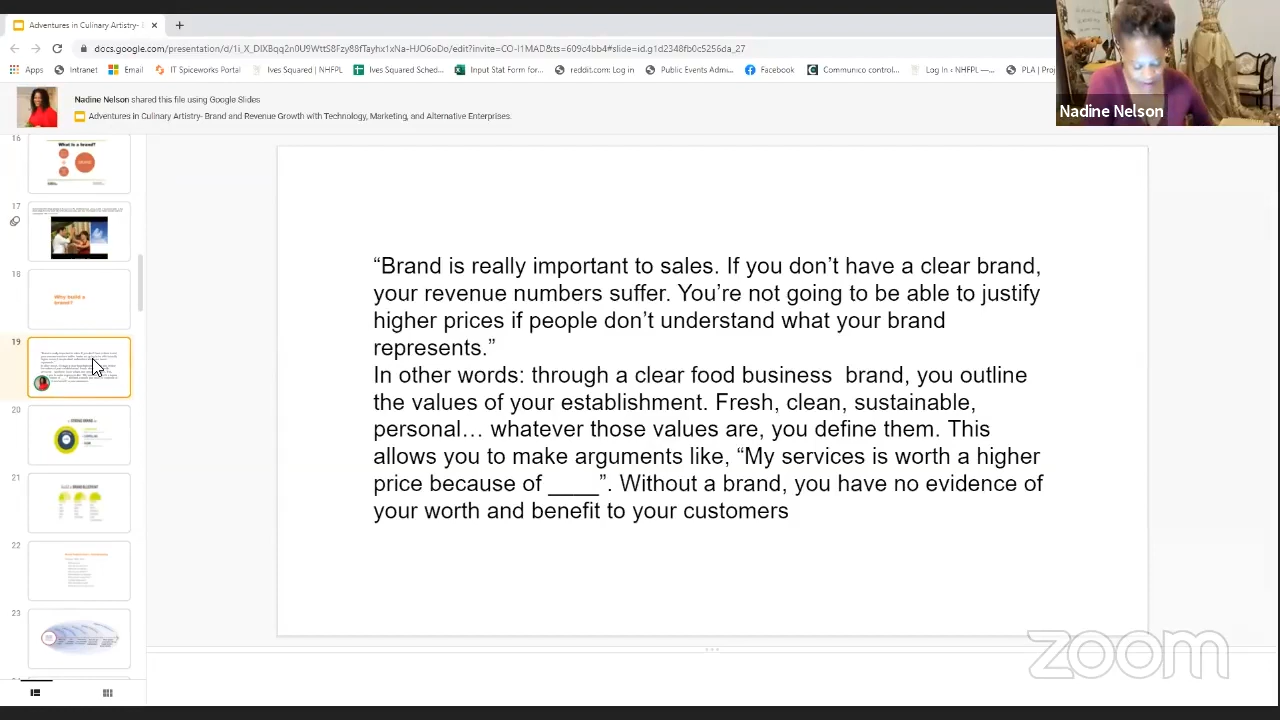 Adventures in Culinary Artistry- B
docs.google.com/presentation/d/1i_X_DlX8qq2n0U9WttS8Fzy88fTayhx1xNa-HJO6oDo/edit?invite=CO-I1MAD&ts=609c4bb4#slide=id.g1d2348fb0c5259da_27
Apps
Intranet
Email
IT Spiceworks Portal
Ives Squared | NHFPL
Ives Squared Sched...
Input Stat Form for...
reddit.com: Log in
Public Events Admi...
Facebook
Communico control...
Log In ‹ NHFPL —...
PLA | Proj
Nadine Nelson shared this file using Google Slides
Adventures in Culinary Artistry- Brand and Revenue Growth with Technology, Marketing, and Alternative Enterprises.
Nadine Nelson
16
What is a brand?
17
18
Why build a
brand?
19
20
21
22
23
“Brand is really important to sales. If you don’t have a clear brand,
your revenue numbers suffer. You’re not going to be able to justify
higher prices if people don’t understand what your brand
represents.”
In other words: through a clear food business brand, you outline
the values of your establishment. Fresh, clean, sustainable,
personal… whatever those values are, you define them. This
allows you to make arguments like, “My services is worth a higher
price because of ____”. Without a brand, you have no evidence of
your worth and benefit to your customers
zoom